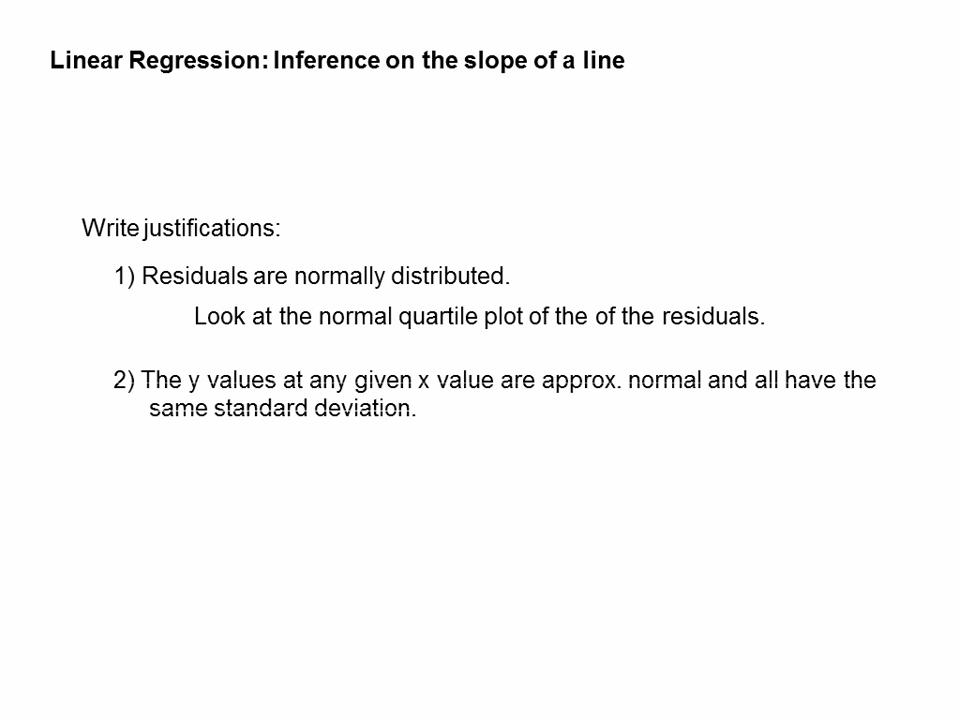 Linear Regression: Inference on the slope of a line
Write justifications:
1) Residuals are normally distributed.
Look at the normal quartile plot of the of the residuals.
2) The y values at any given x value are approx. normal and all have the
same standard deviation.